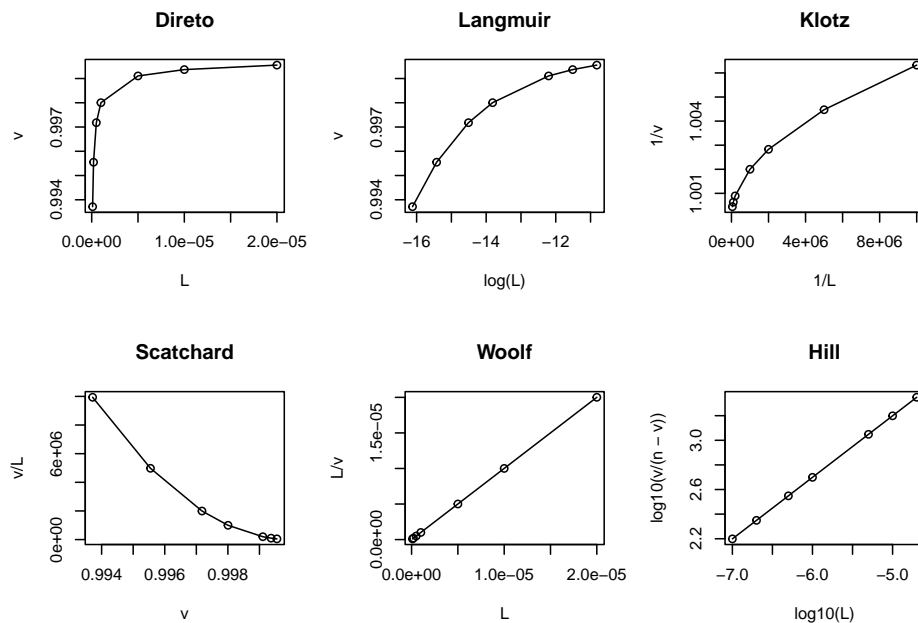 Direto
v
0.994 0.997
0.0e+00 1.0e-05 2.0e-05
L
Langmuir
v
0.994 0.997
−16 −14 −12
log(L)
Klotz
1/v
1.001 1.004
0e+00 4e+06 8e+06
1/L
Scatchard
v/L
0e+00 6e+06
0.994 0.996 0.998
v
Woolf
L/v
0.0e+00 1.5e−05
0.0e+00 1.0e−05 2.0e−05
L
Hill
log10(v/(n − v))
2.2 2.6 3.0
−7.0 −6.0 −5.0
log10(L)